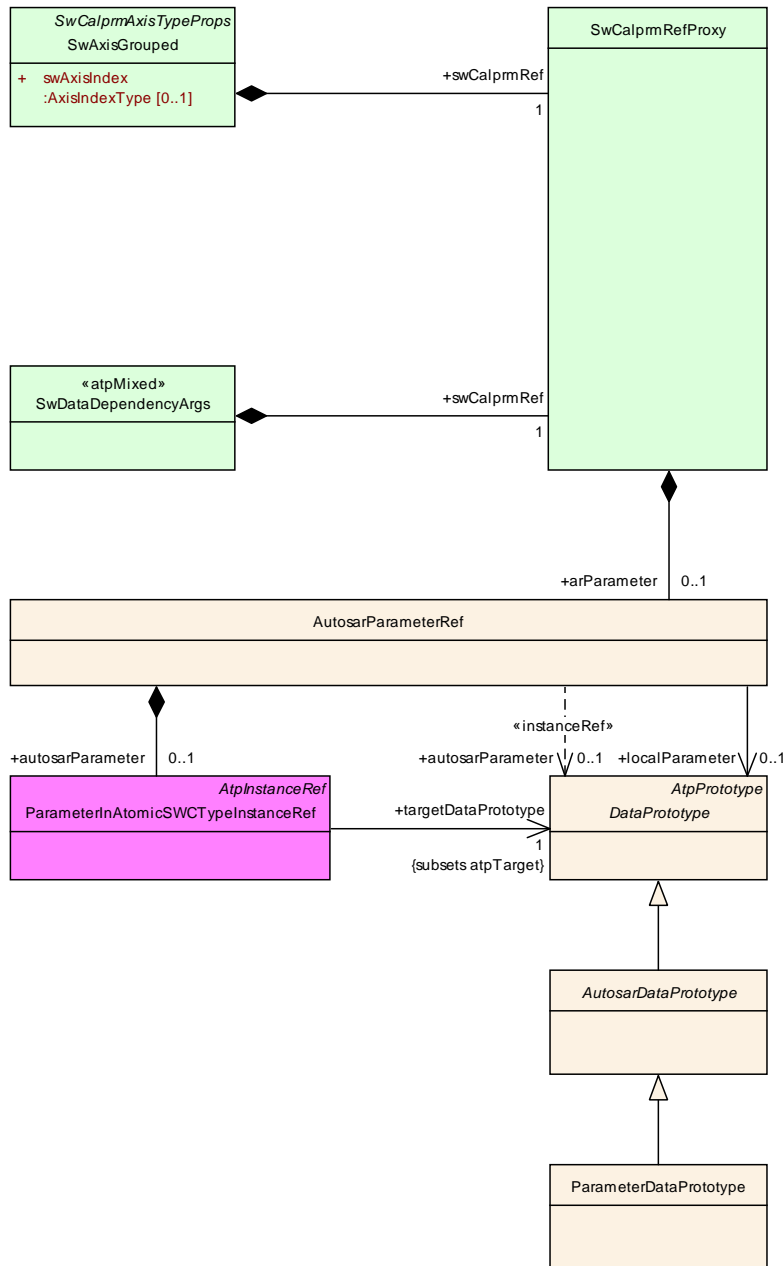 SwCalprmAxisTypeProps
SwAxisGrouped
+ swAxisIndex
:AxisIndexType [0..1]
SwCalprmRefProxy
+swCalprmRef
1
«atpMixed»
SwDataDependencyArgs
+swCalprmRef
1
+arParameter 0..1
AutosarParameterRef
«instanceRef»
+autosarParameter 0..1
+autosarParameter 0..1
+localParameter 0..1
AtpInstanceRef
ParameterInAtomicSWCTypeInstanceRef
+targetDataPrototype
1
{subsets atpTarget}
AtpPrototype
DataPrototype
AutosarDataPrototype
ParameterDataPrototype